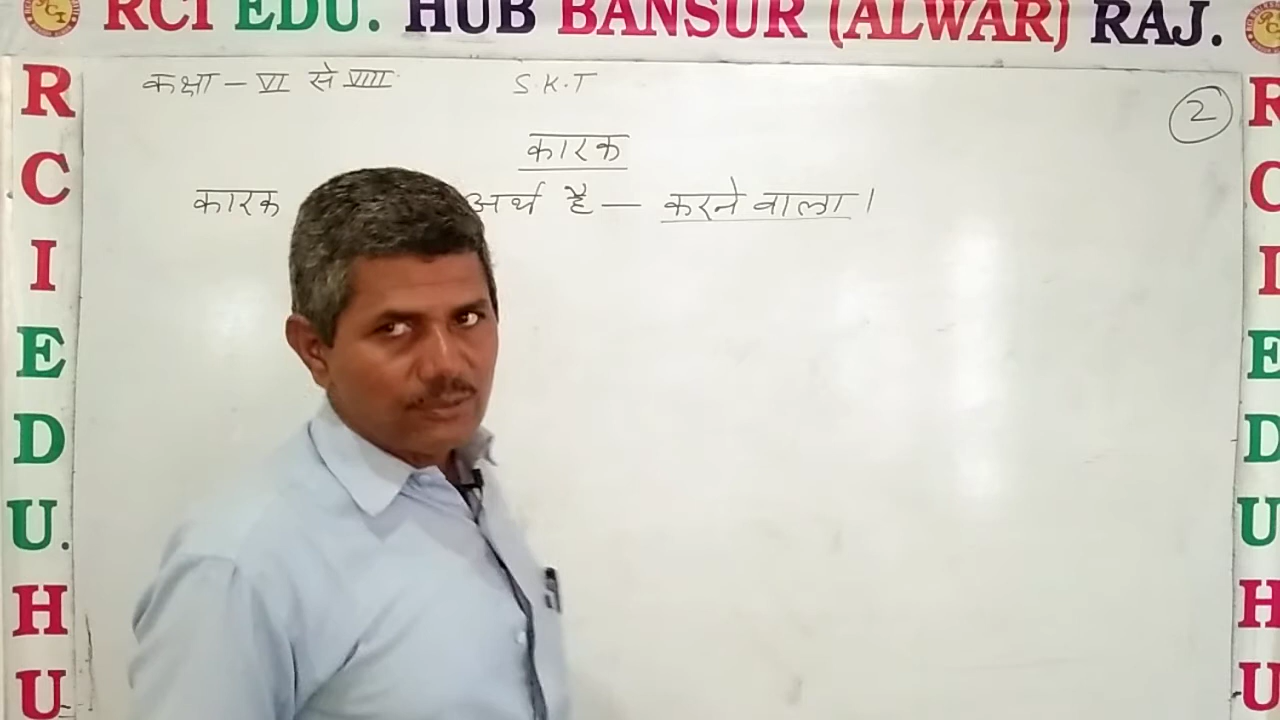 RCI EDU. HUB BANSUR (ALWAR) RAJ.
कक्षा - VI से VIII S.K.T
2
कारक
कारक अर्थ है — करने वाला।
R
C
I
E
D
U.
H
U
R
C
I
E
D
U
H
U